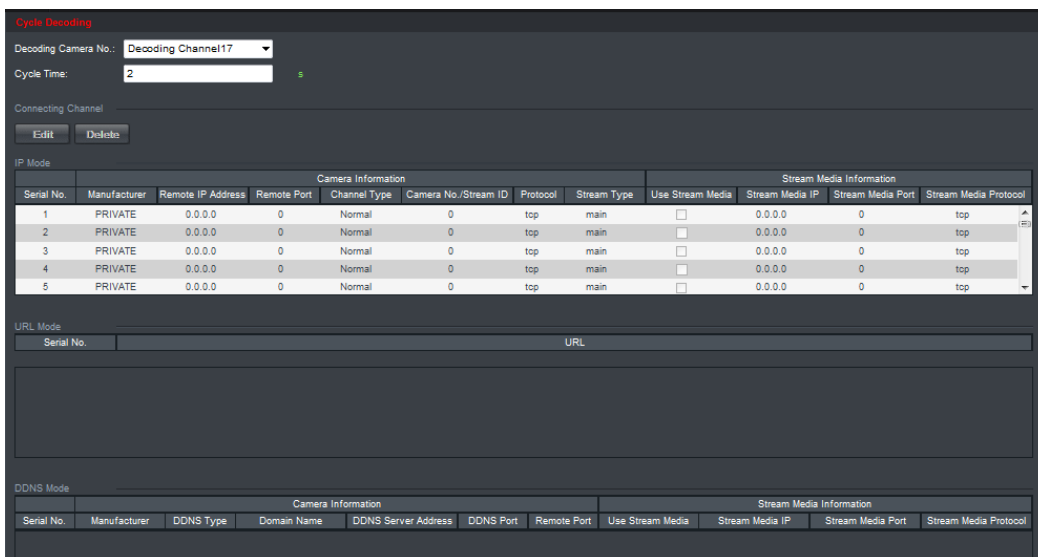 Cycle Decoding
Decoding Camera No.: Decoding Channel17
Cycle Time: 2 s
Connecting Channel
Edit Delete
IP Mode
Camera Information Stream Media Information
Serial No. Manufacturer Remote IP Address Remote Port Channel Type Camera No./Stream ID Protocol Stream Type Use Stream Media Stream Media IP Stream Media Port Stream Media Protocol
1 PRIVATE 0.0.0.0 0 Normal 0 tcp main 0.0.0.0 0 tcp
2 PRIVATE 0.0.0.0 0 Normal 0 tcp main 0.0.0.0 0 tcp
3 PRIVATE 0.0.0.0 0 Normal 0 tcp main 0.0.0.0 0 tcp
4 PRIVATE 0.0.0.0 0 Normal 0 tcp main 0.0.0.0 0 tcp
5 PRIVATE 0.0.0.0 0 Normal 0 tcp main 0.0.0.0 0 tcp
URL Mode
Serial No. URL
DDNS Mode
Camera Information Stream Media Information
Serial No. Manufacturer DDNS Type Domain Name DDNS Server Address DDNS Port Remote Port Use Stream Media Stream Media IP Stream Media Port Stream Media Protocol